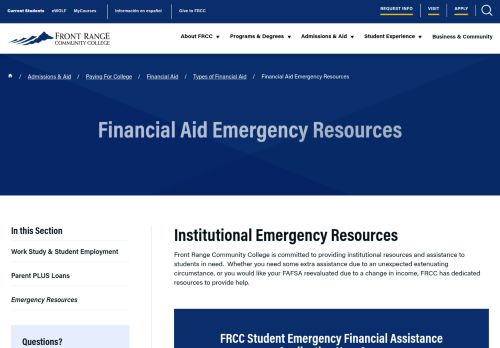 Current Students eWOLF MyCourses Información en español Give to FRCC REQUEST INFO VISIT APPLY
FRONT RANGE
COMMUNITY COLLEGE
About FRCC Programs & Degrees Admissions & Aid Student Experience Business & Community
/ Admissions & Aid / Paying For College / Financial Aid / Types of Financial Aid / Financial Aid Emergency Resources
Financial Aid Emergency Resources
In this Section
Work Study & Student Employment
Parent PLUS Loans
Emergency Resources
Questions?
Institutional Emergency Resources
Front Range Community College is committed to providing institutional resources and assistance to
students in need. Whether you need some extra assistance due to an unexpected extenuating
circumstance, or you would like your FAFSA reevaluated due to a change in income, FRCC has dedicated
resources to provide help.
FRCC Student Emergency Financial Assistance